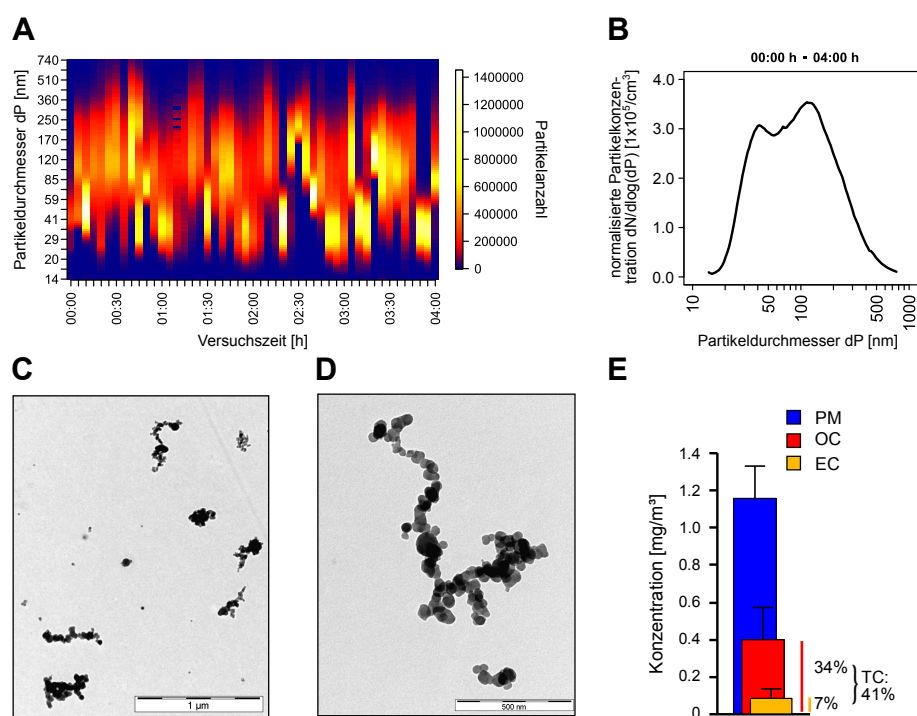 A
740
510
360
250
170
120
85
59
41
29
20
14
Partikeldurchmesser dP [nm]
00:00
00:30
01:00
01:30
02:00
02:30
03:00
03:30
04:00
Versuchszeit [h]
1400000
1200000
1000000
800000
600000
400000
200000
0
Partikelanzahl
B
00:00 h - 04:00 h
normalisierte Partikelkonzen-
tration dN/dlog(dP) [1x10⁵/cm³]
4.0
3.0
2.0
1.0
0.0
10
50
100
500
1000
Partikeldurchmesser dP [nm]
C
1 µm
D
500 nm
E
PM
OC
EC
Konzentration [mg/m³]
1.4
1.2
1.0
0.8
0.6
0.4
0.2
0
34%
7%
TC:
41%